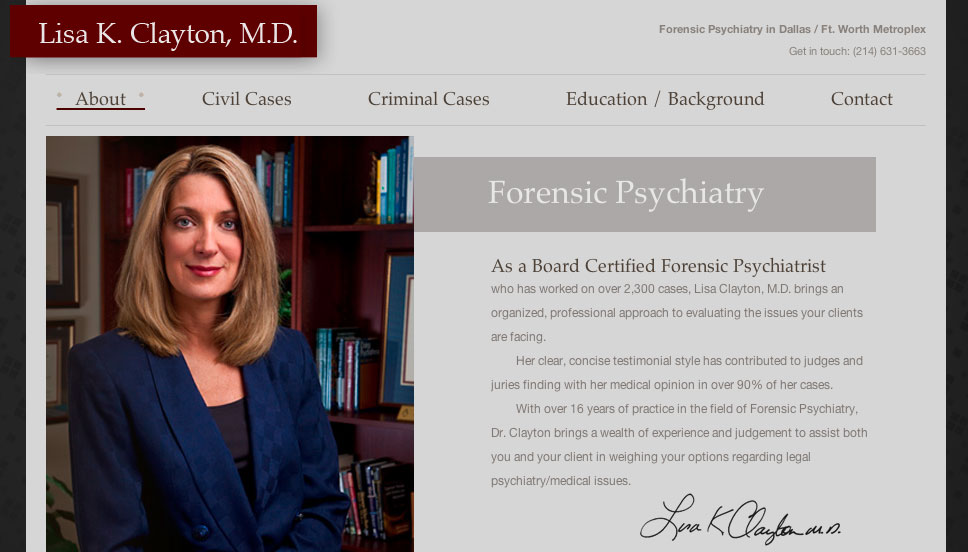 Lisa K. Clayton, M.D.
Forensic Psychiatry in Dallas / Ft. Worth Metroplex
Get in touch: (214) 631-3663
About
Civil Cases
Criminal Cases
Education / Background
Contact
Forensic Psychiatry
As a Board Certified Forensic Psychiatrist
who has worked on over 2,300 cases, Lisa Clayton, M.D. brings an
organized, professional approach to evaluating the issues your clients
are facing.
Her clear, concise testimonial style has contributed to judges and
juries finding with her medical opinion in over 90% of her cases.
With over 16 years of practice in the field of Forensic Psychiatry,
Dr. Clayton brings a wealth of experience and judgement to assist both
you and your client in weighing your options regarding legal
psychiatry/medical issues.
Lisa K Clayton M.D.